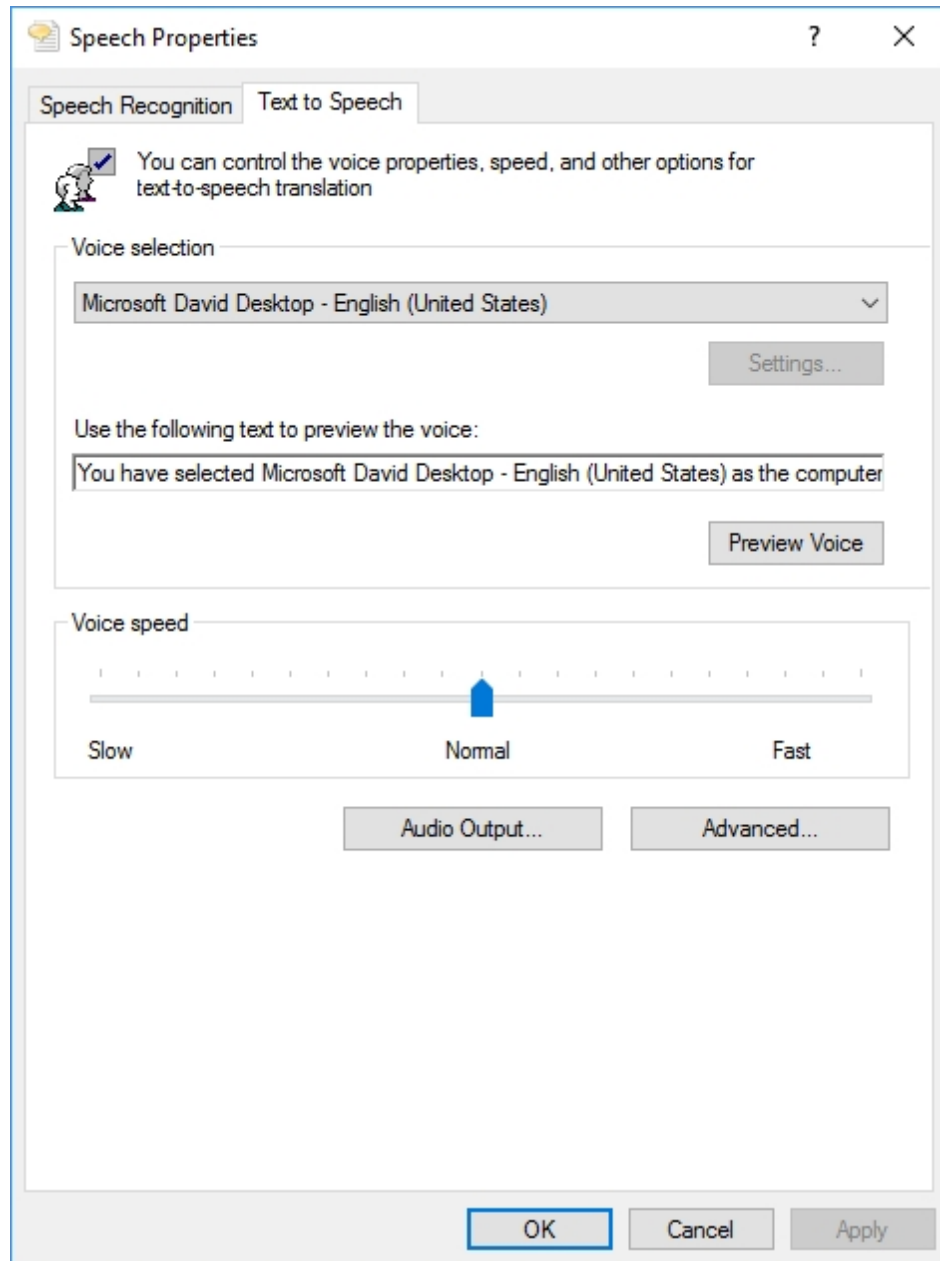 Speech Properties
?
Speech Recognition
Text to Speech
You can control the voice properties, speed, and other options for
text-to-speech translation
Voice selection
Microsoft David Desktop - English (United States)
Settings...
Use the following text to preview the voice:
You have selected Microsoft David Desktop - English (United States) as the computer
Preview Voice
Voice speed
Slow
Normal
Fast
Audio Output...
Advanced...
OK
Cancel
Apply